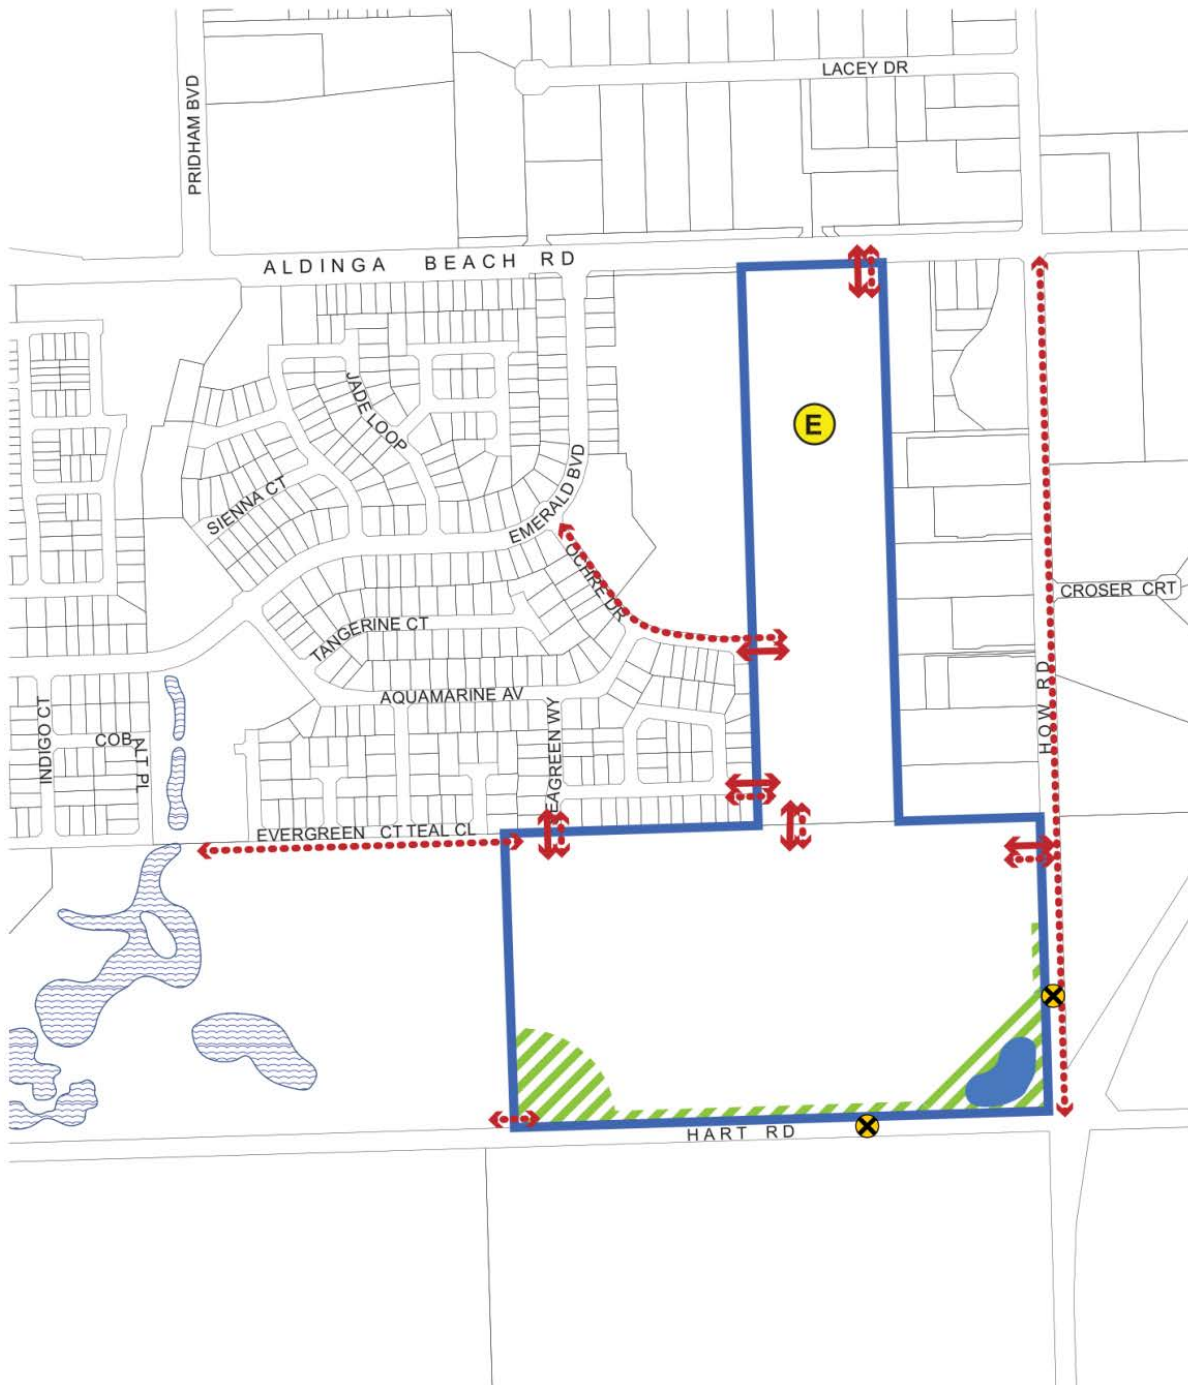 LACEY DR
PRIDHAM BVD
ALDINGA BEACH RD
JADE LOOP
E
SIENNA CT
EMERALD BVD
OCHRE DR
CROSER CRT
TANGERINE CT
AQUAMARINE AV
HOW RD
INDIGO CT
COBALT PL
EAGREEN WY
EVERGREEN CT TEAL CL
HART RD